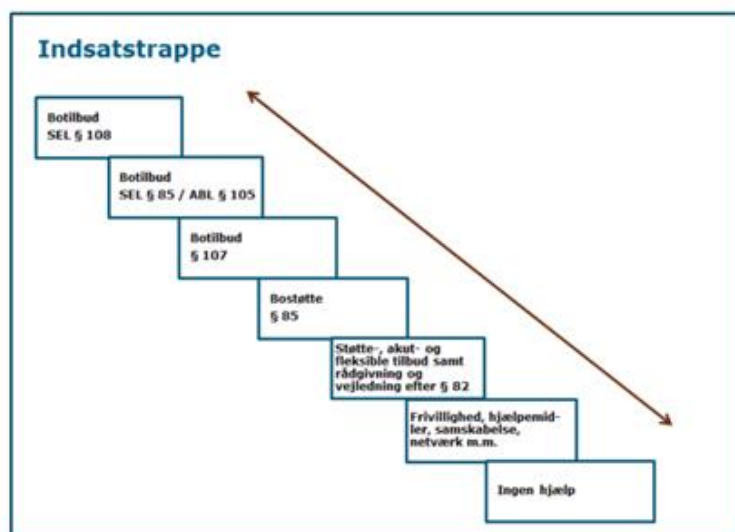 Indsatstrappe
Botilbud
SEL § 108
Botilbud
SEL § 85 / ABL § 105
Botilbud
§ 107
Bostøtte
§ 85
Støtte-, akut- og
fleksible tilbud samt
rådgivning og
vejledning efter § 82
Frivillighed, hjælpemid-
ler, samskabelse,
netværk m.m.
Ingen hjælp